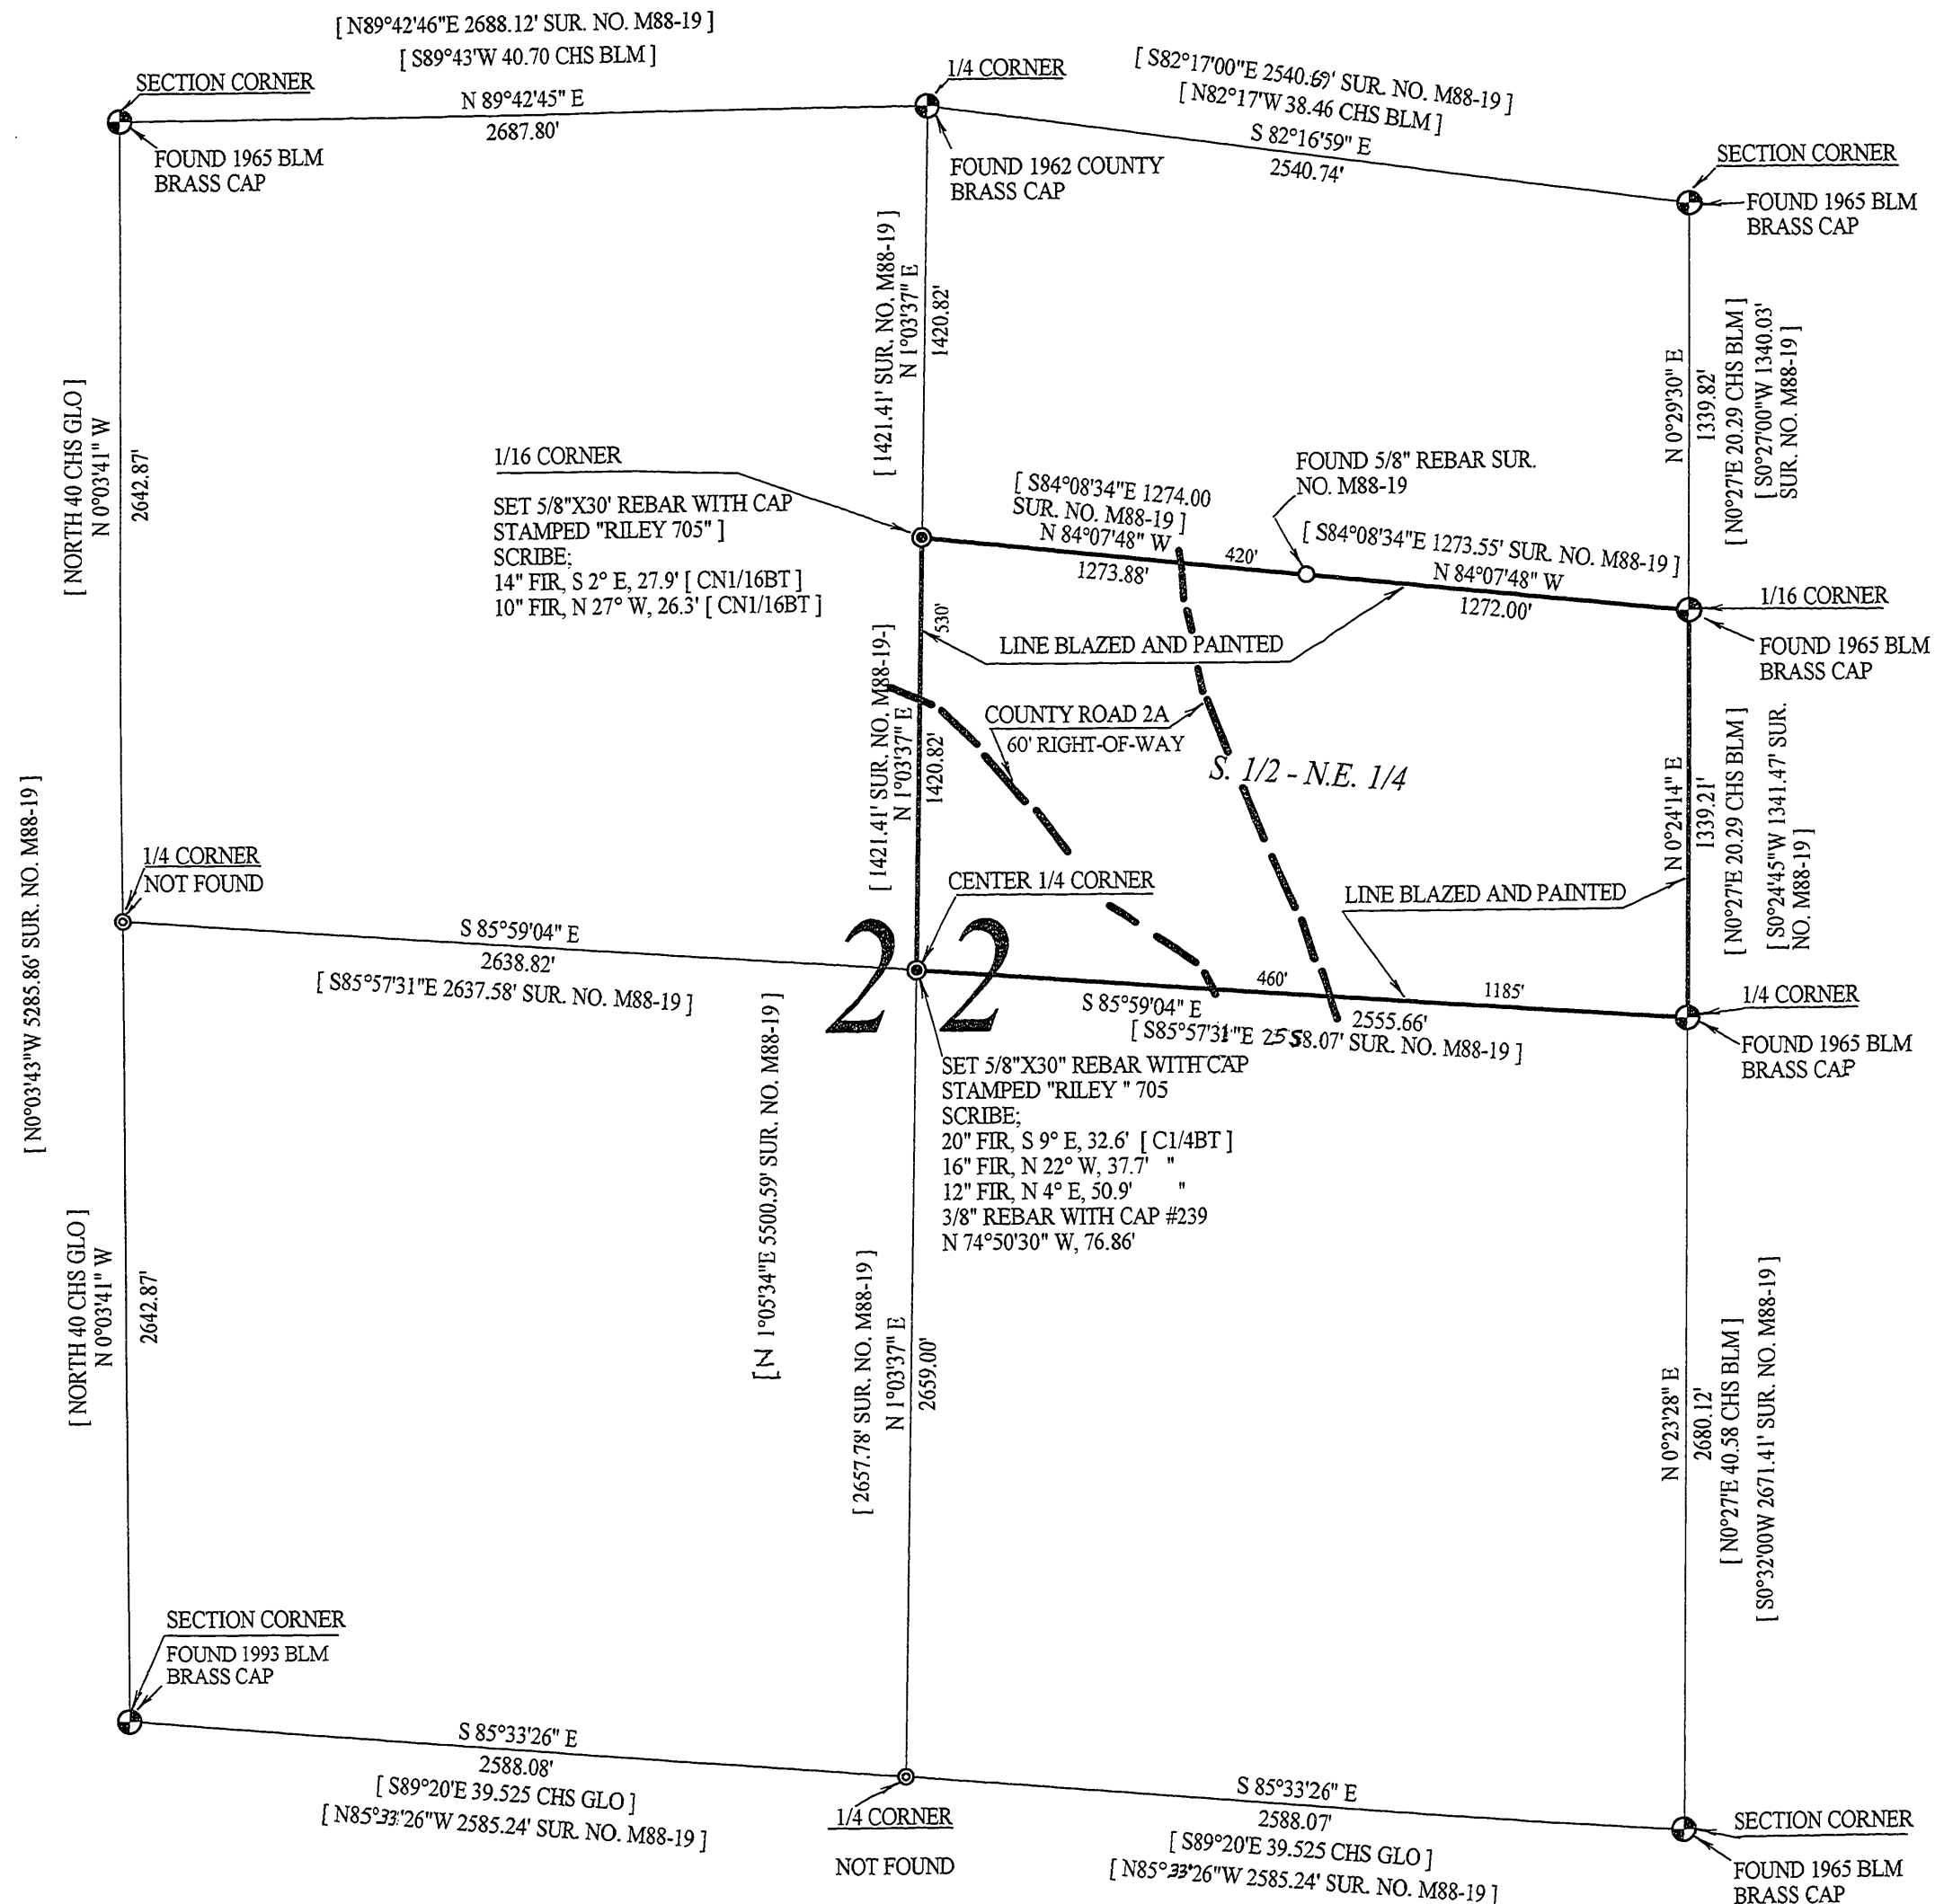 [ N89°42'46"E 2688.12' SUR. NO. M88-19 ]
[ S89°43'W 40.70 CHS BLM ]
SECTION CORNER
N 89°42'45" E
2687.80'
FOUND 1965 BLM
BRASS CAP
1/4 CORNER
FOUND 1962 COUNTY
BRASS CAP
[ S82°17'00"E 2540.69' SUR. NO. M88-19 ]
[ N82°17'W 38.46 CHS BLM ]
S 82°16'59" E
2540.74'
SECTION CORNER
FOUND 1965 BLM
BRASS CAP
[ NORTH 40 CHS GLO ]
N 0°03'41" W
2642.87'
[ 1421.41' SUR. NO. M88-19 ]
N 1°03'37" E
1420.82'
N 0°29'30" E
1339.82'
[ N0°27'E 20.29 CHS BLM ]
[ S0°27'00"W 1340.03'
SUR. NO. M88-19 ]
1/16 CORNER
SET 5/8"X30' REBAR WITH CAP
STAMPED "RILEY 705" ]
SCRIBE;
14" FIR, S 2° E, 27.9' [ CN1/16BT ]
10" FIR, N 27° W, 26.3' [ CN1/16BT ]
[ S84°08'34"E 1274.00
SUR. NO. M88-19 ]
N 84°07'48" W
1273.88'
420'
FOUND 5/8" REBAR SUR.
NO. M88-19
[ S84°08'34"E 1273.55' SUR. NO. M88-19 ]
N 84°07'48" W
1272.00'
1/16 CORNER
FOUND 1965 BLM
BRASS CAP
530'
LINE BLAZED AND PAINTED
[ 1421.41' SUR. NO. M88-19-]
N 1°03'37" E
1420.82'
COUNTY ROAD 2A
60' RIGHT-OF-WAY
S. 1/2 - N.E. 1/4
N 0°24'14" E
1339.21'
[ N0°27'E 20.29 CHS BLM ]
[ S0°24'45"W 1341.47' SUR.
NO. M88-19 ]
[ N0°03'43"W 5285.86' SUR. NO. M88-19 ]
1/4 CORNER
NOT FOUND
S 85°59'04" E
2638.82'
[ S85°57'31"E 2637.58' SUR. NO. M88-19 ]
CENTER 1/4 CORNER
22
LINE BLAZED AND PAINTED
460'
1185'
S 85°59'04" E
2555.66'
[ S85°57'31"E 2558.07' SUR. NO. M88-19 ]
1/4 CORNER
FOUND 1965 BLM
BRASS CAP
SET 5/8"X30" REBAR WITH CAP
STAMPED "RILEY " 705
SCRIBE;
20" FIR, S 9° E, 32.6' [ C1/4BT ]
16" FIR, N 22° W, 37.7' "
12" FIR, N 4° E, 50.9' "
3/8" REBAR WITH CAP #239
N 74°50'30" W, 76.86'
[ N 1°05'34"E 5500.59' SUR. NO. M88-19 ]
[ NORTH 40 CHS GLO ]
N 0°03'41" W
2642.87'
[ 2657.78' SUR. NO. M88-19 ]
N 1°03'37" E
2659.00'
N 0°23'28" E
2680.12'
[ N0°27'E 40.58 CHS BLM ]
[ S0°32'00W 2671.41' SUR. NO. M88-19 ]
SECTION CORNER
FOUND 1993 BLM
BRASS CAP
S 85°33'26" E
2588.08'
[ S89°20'E 39.525 CHS GLO ]
[ N85°33'26"W 2585.24' SUR. NO. M88-19 ]
1/4 CORNER
NOT FOUND
S 85°33'26" E
2588.07'
[ S89°20'E 39.525 CHS GLO ]
[ N85°33'26"W 2585.24' SUR. NO. M88-19 ]
SECTION CORNER
FOUND 1965 BLM
BRASS CAP